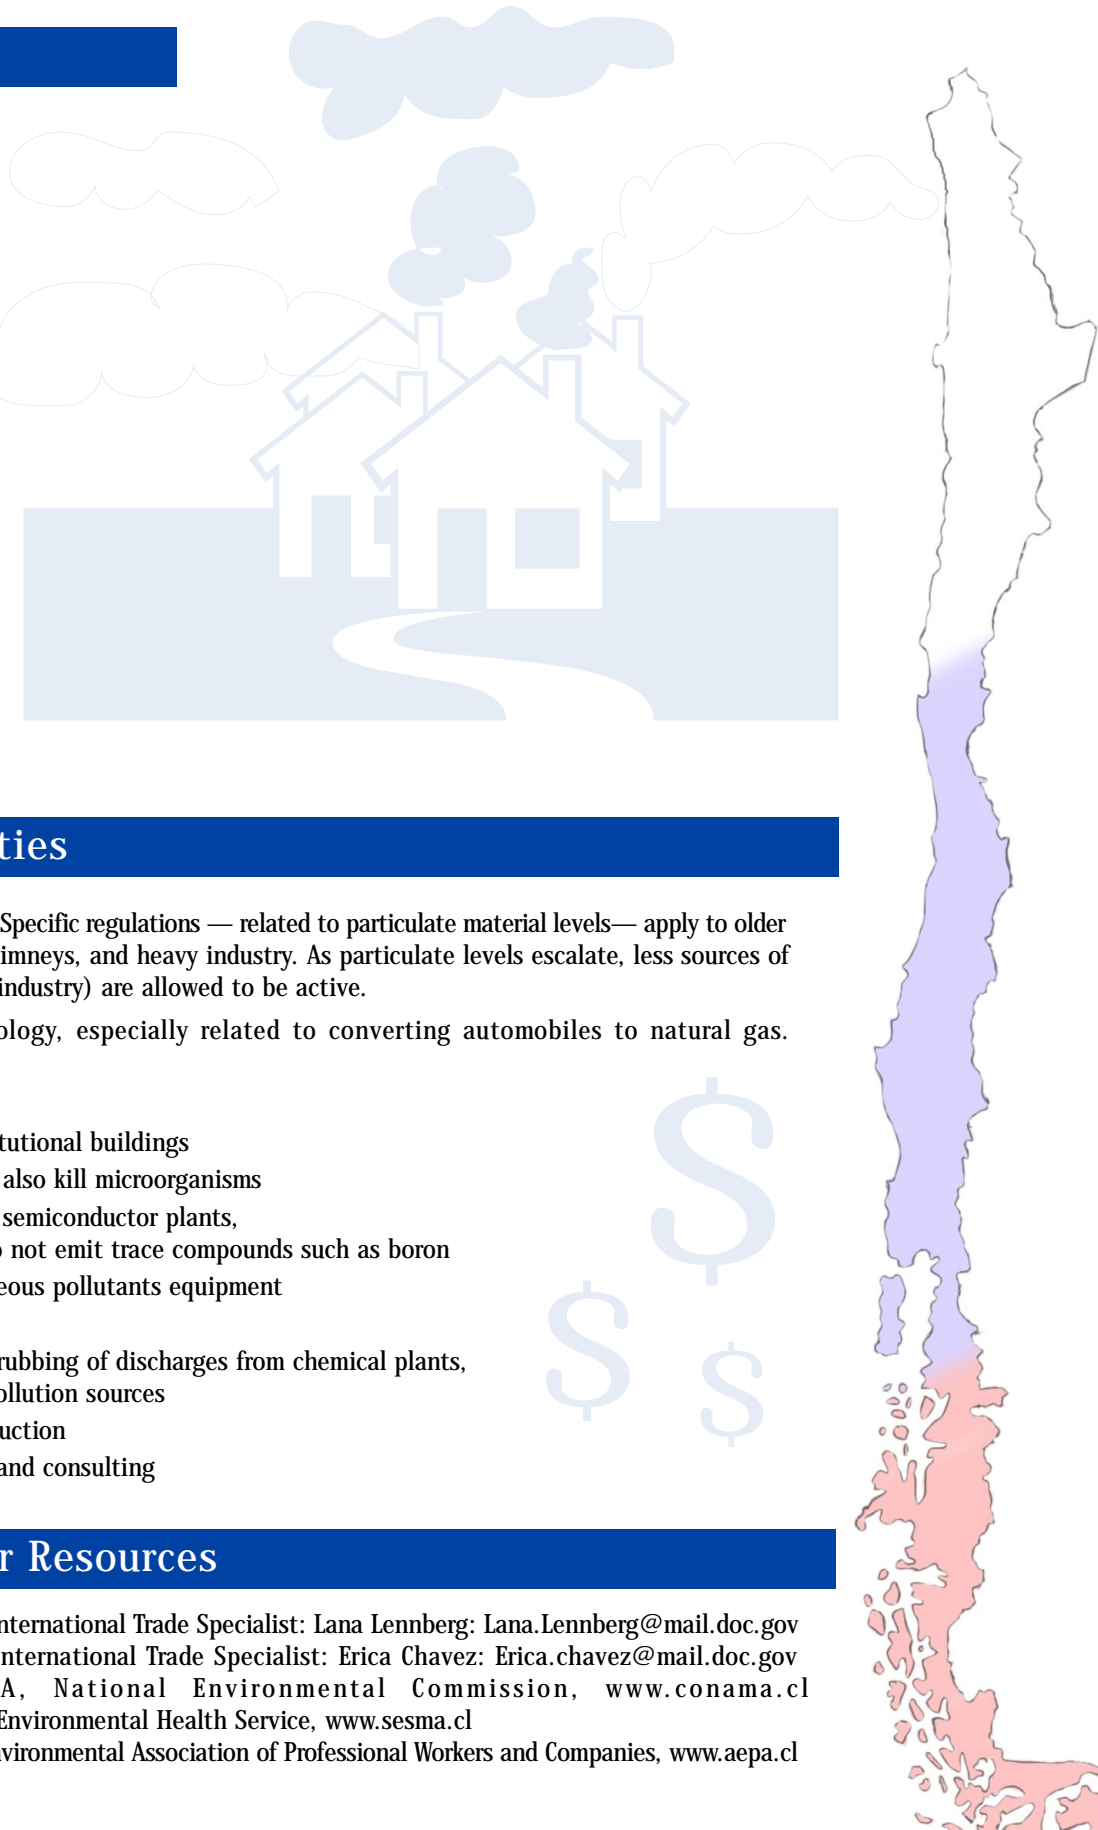 ties
Specific regulations — related to particulate material levels— apply to older
imneys, and heavy industry. As particulate levels escalate, less sources of
industry) are allowed to be active.
ology, especially related to converting automobiles to natural gas.
tutional buildings
also kill microorganisms
semiconductor plants,
o not emit trace compounds such as boron
eous pollutants equipment
rubbing of discharges from chemical plants,
ollution sources
uction
and consulting
$
$
$
r Resources
nternational Trade Specialist: Lana Lennberg: Lana.Lennberg@mail.doc.gov
nternational Trade Specialist: Erica Chavez: Erica.chavez@mail.doc.gov
A, National Environmental Commission, www.conama.cl
Environmental Health Service, www.sesma.cl
vironmental Association of Professional Workers and Companies, www.aepa.cl